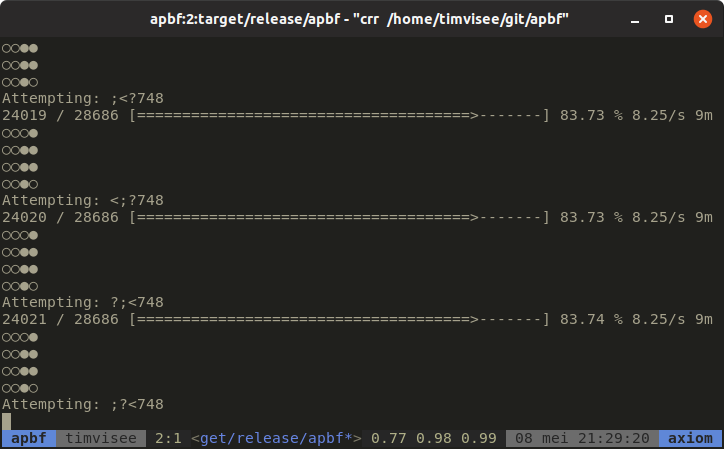 apbf:2:target/release/apbf - "crr /home/timvisee/git/apbf"
○○●●
○○●●
○○●○
Attempting: ;<?748
24019 / 28686 [=====================================>-------] 83.73 % 8.25/s 9m
○○○●
○○●●
○○●●
○○●○
Attempting: <;?748
24020 / 28686 [=====================================>-------] 83.73 % 8.25/s 9m
○○○●
○○●●
○○●●
○○●○
Attempting: ?;<748
24021 / 28686 [=====================================>-------] 83.74 % 8.25/s 9m
○○○●
○○●●
○○●●
○○●○
Attempting: ;?<748
apbf timvisee 2:1 <get/release/apbf*> 0.77 0.98 0.99 08 mei 21:29:20 axiom